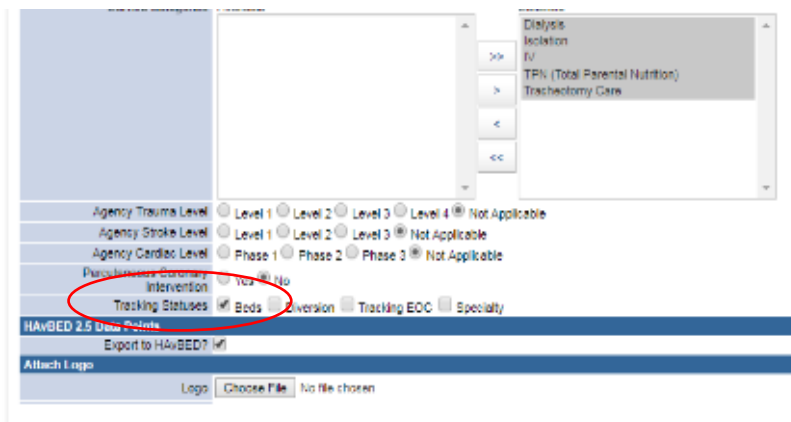 Dialysis
Isolation
IV
TPN (Total Parental Nutrition)
Tracheotomy Care
>>
>
<
<<
Agency Trauma Level Level 1 Level 2 Level 3 Level 4 Not Applicable
Agency Stroke Level Level 1 Level 2 Level 3 Not Applicable
Agency Cardiac Level Phase 1 Phase 2 Phase 3 Not Applicable
Percutaneous Coronary
Intervention Yes No
Tracking Statuses Beds Diversion Tracking EOC Specialty
HAvBED 2.5 Data Points
Export to HAvBED?
Attach Logo
Logo Choose File No file chosen